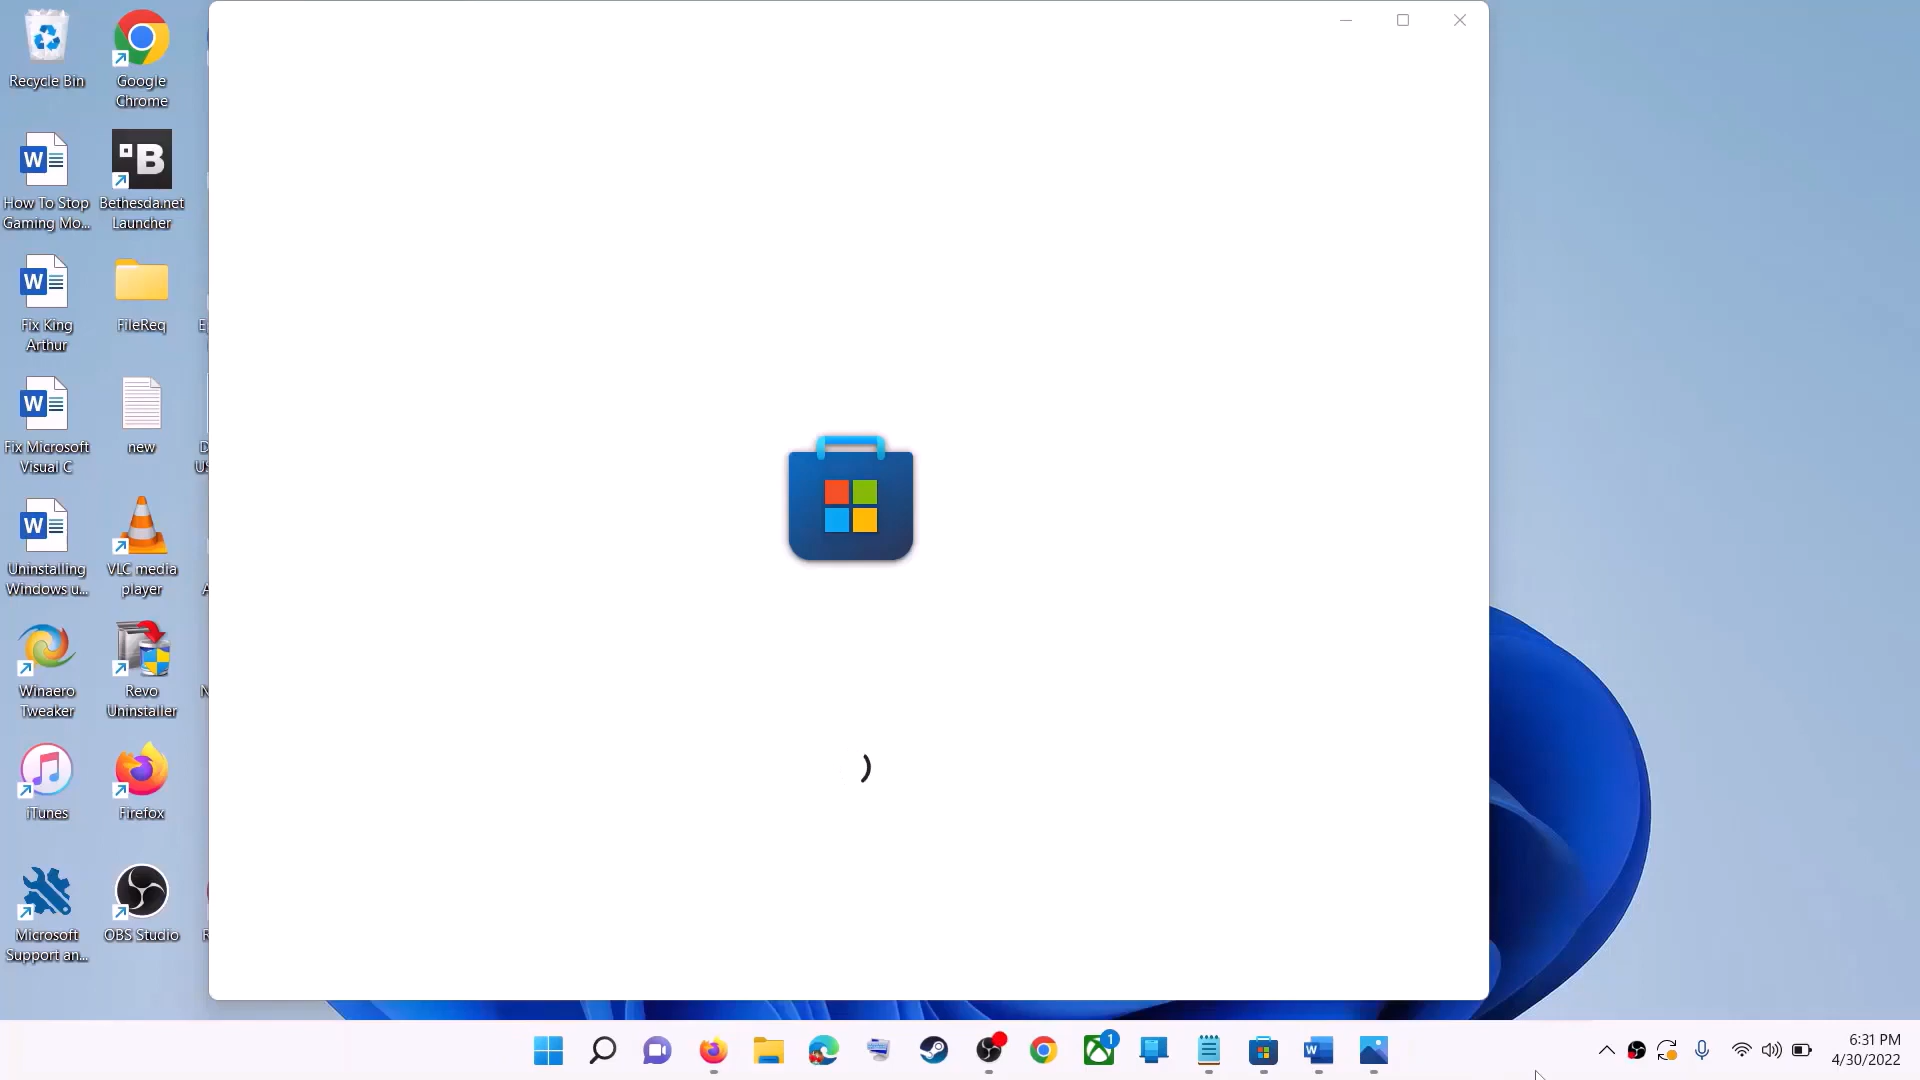 Recycle Bin
Google
Chrome
How To Stop
Gaming Mo...
Bethesda.net
Launcher
Fix King
Arthur
FileReq
Fix Microsoft
Visual C
new
Uninstalling
Windows u...
VLC media
player
Winaero
Tweaker
Revo
Uninstaller
iTunes
Firefox
Microsoft
Support an...
OBS Studio
1
6:31 PM
4/30/2022